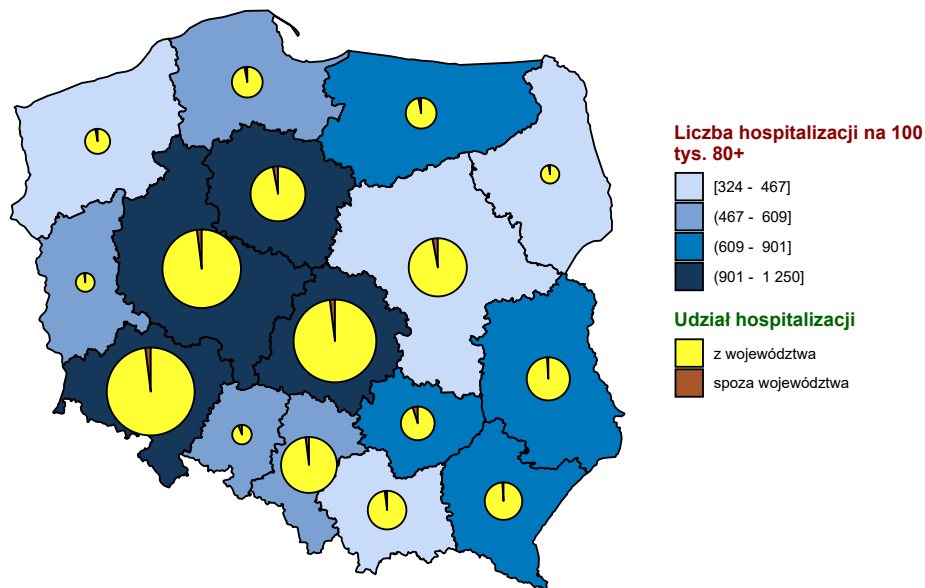 Liczba hospitalizacji na 100
tys. 80+
[324 - 467]
(467 - 609]
(609 - 901]
(901 - 1 250]
Udział hospitalizacji
z województwa
spoza województwa